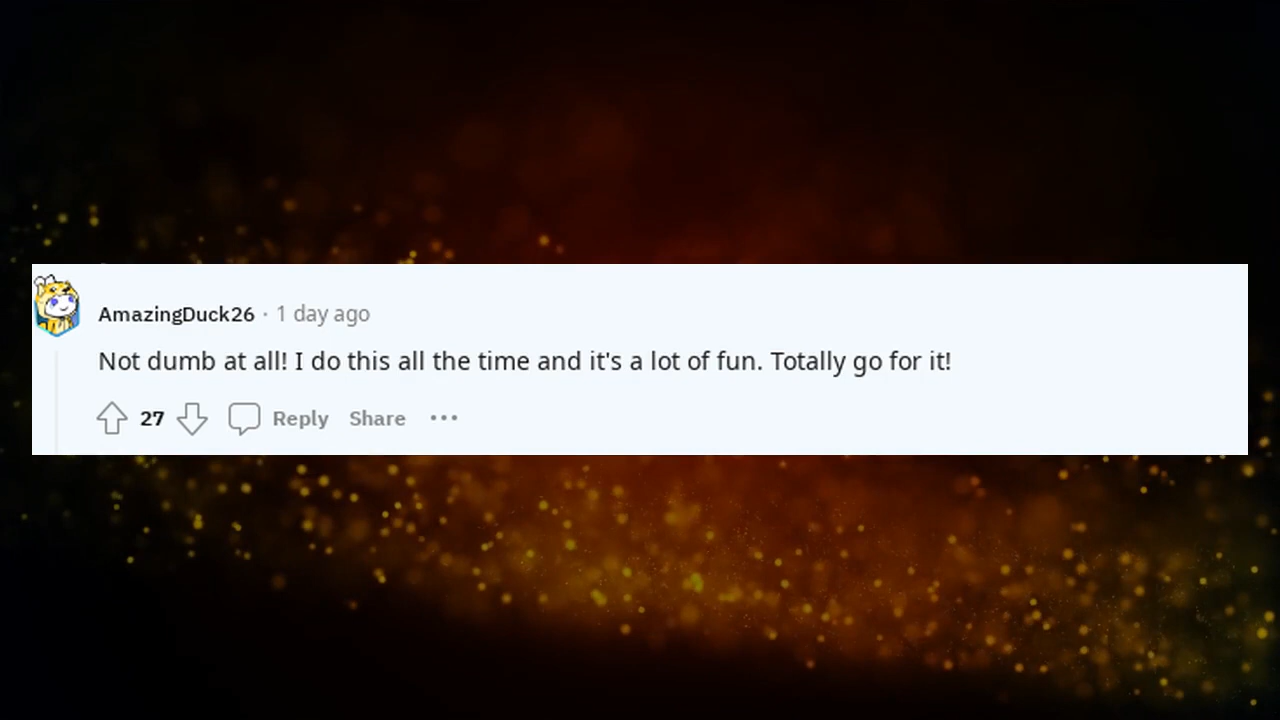 AmazingDuck26 · 1 day ago
Not dumb at all! I do this all the time and it's a lot of fun. Totally go for it!
27 Reply Share ···